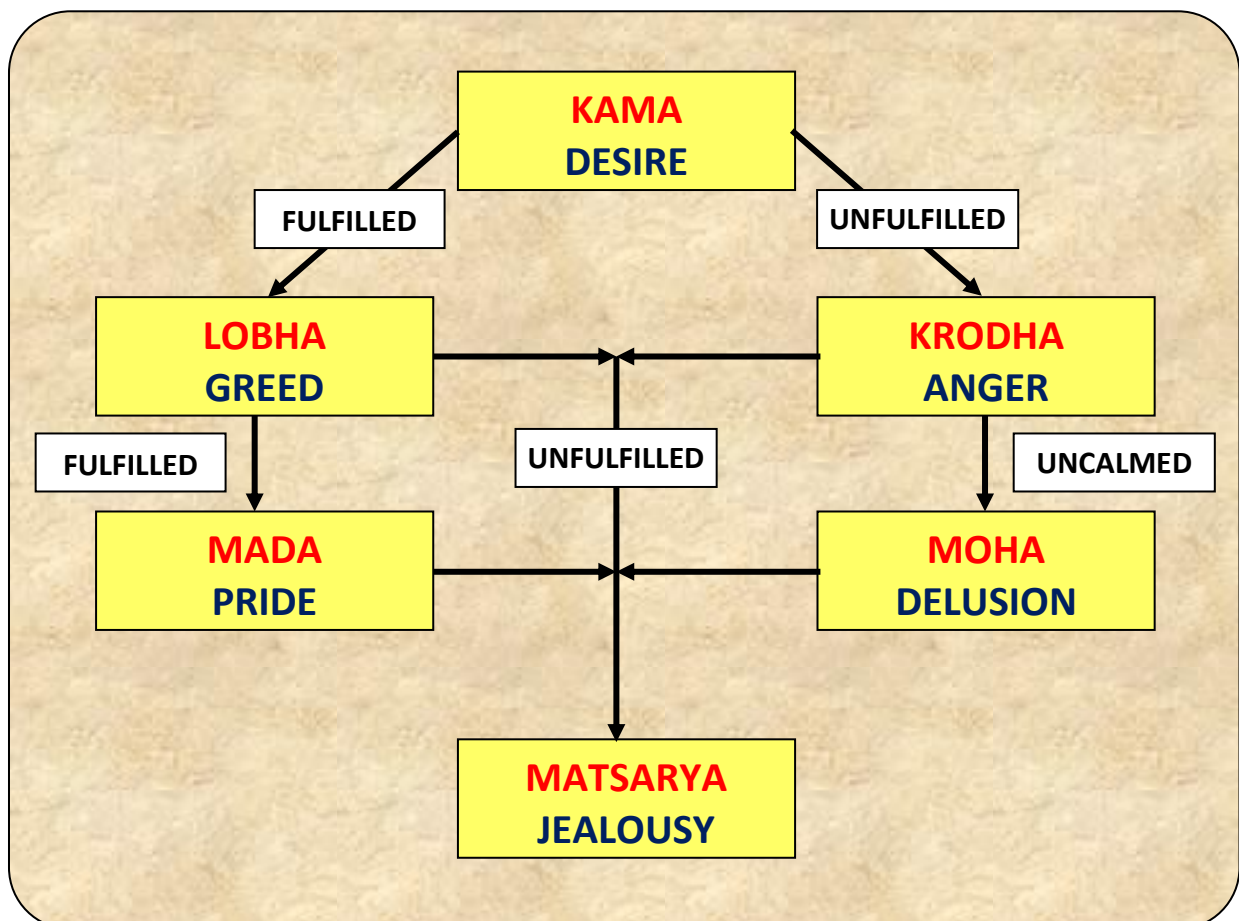 KAMA
DESIRE
FULFILLED
UNFULFILLED
LOBHA
GREED
KRODHA
ANGER
FULFILLED
UNFULFILLED
UNCALMED
MADA
PRIDE
MOHA
DELUSION
MATSARYA
JEALOUSY